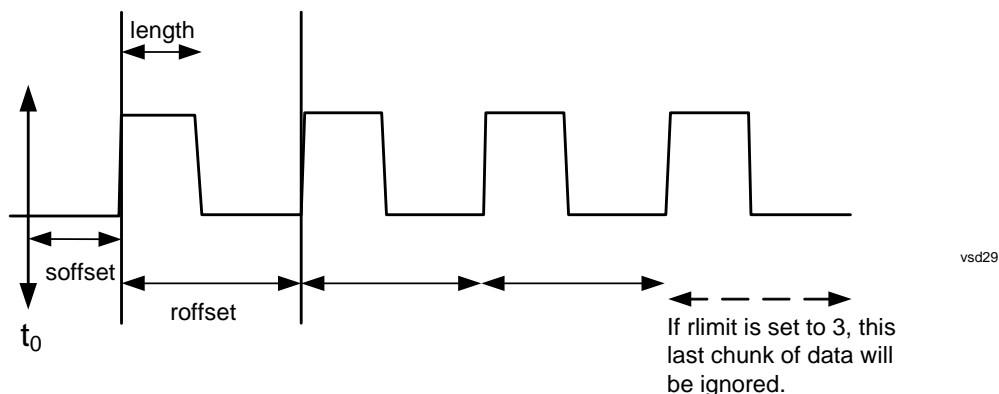 length
soffset
roffset
t0
vsd29
If rlimit is set to 3, this
last chunk of data will
be ignored.